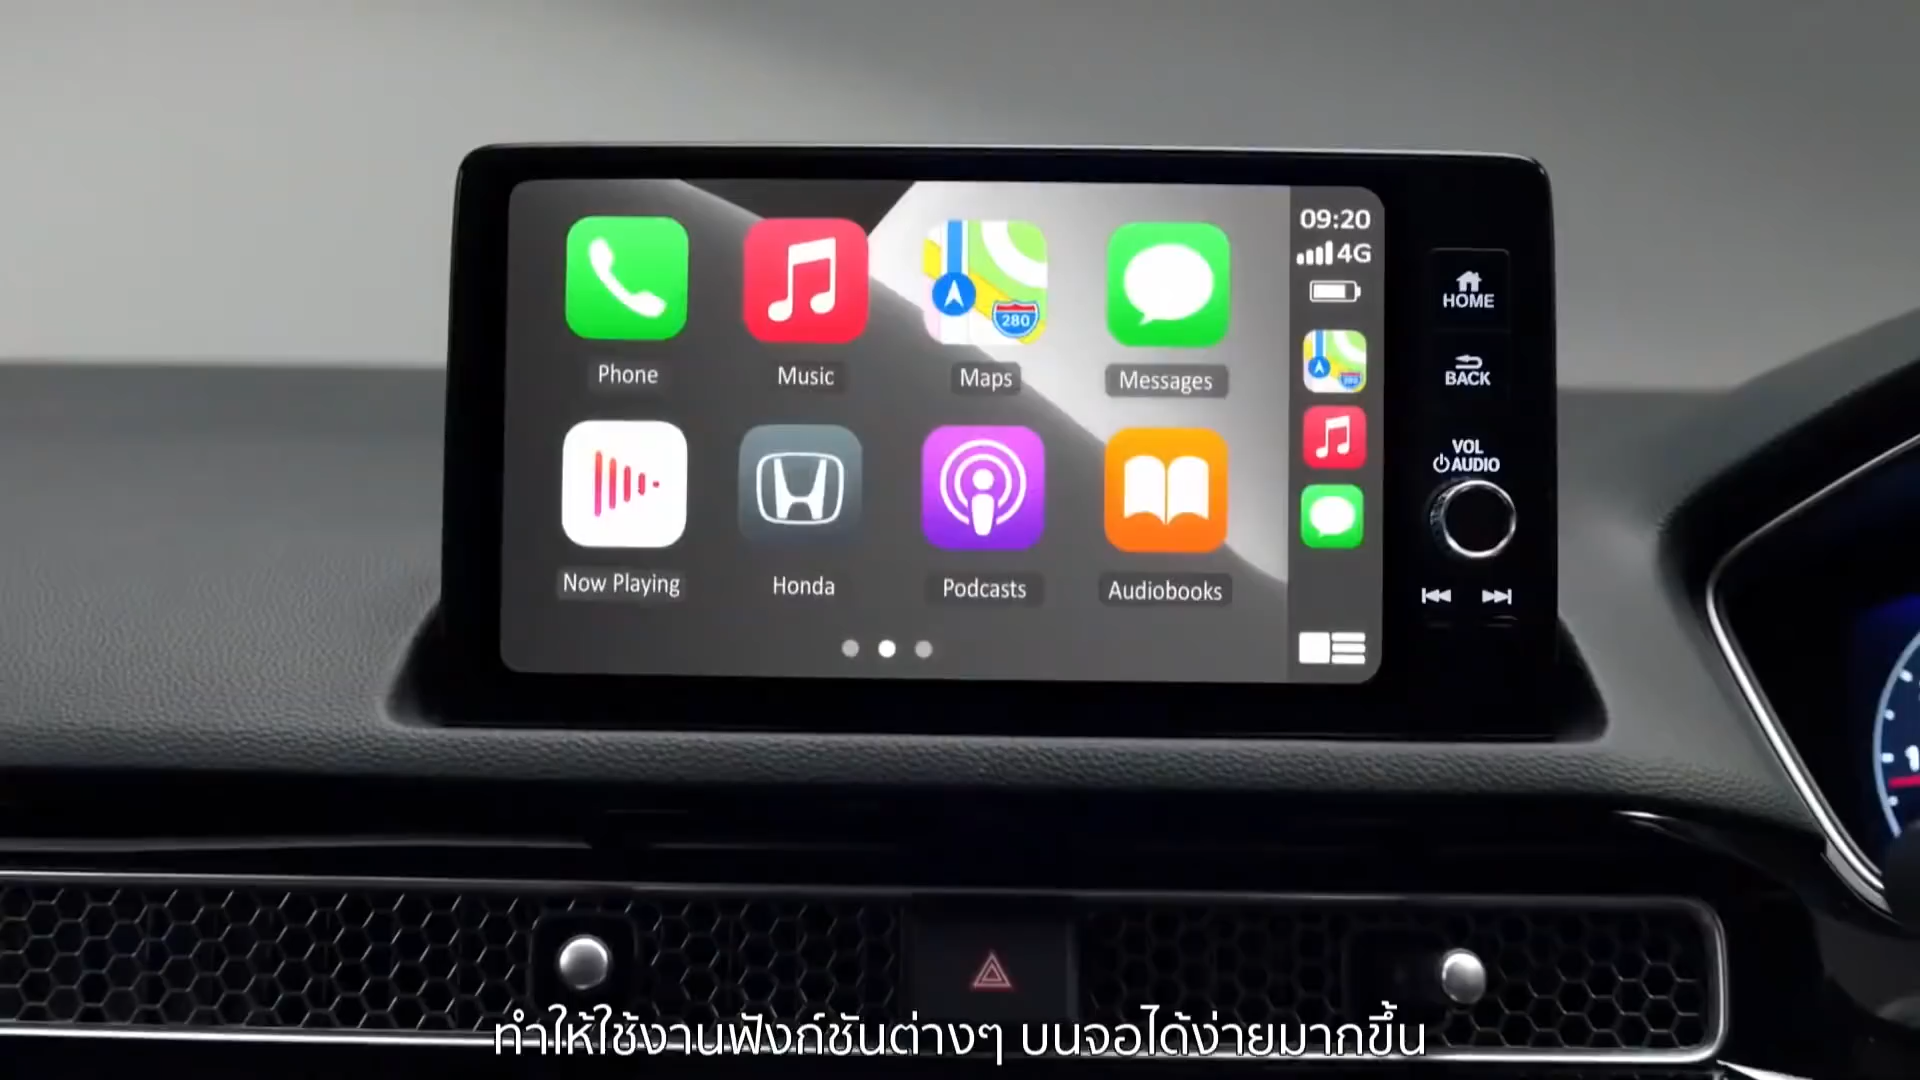 09:20
4G
280
280
Phone
Music
Maps
Messages
Now Playing
Honda
Podcasts
Audiobooks
HOME
BACK
VOL
AUDIO
ทำให้ใช้งานฟังก์ชันต่างๆ บนจอได้ง่ายมากขึ้น